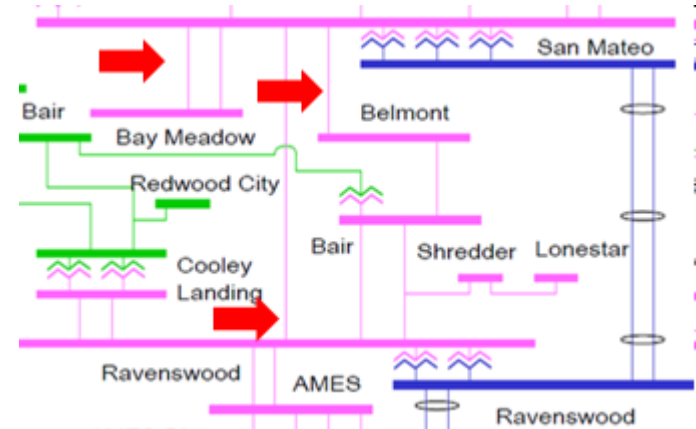 San Mateo
Bair
Bay Meadow
Belmont
Redwood City
Bair
Shredder
Lonestar
Cooley
Landing
Ravenswood
AMES
Ravenswood